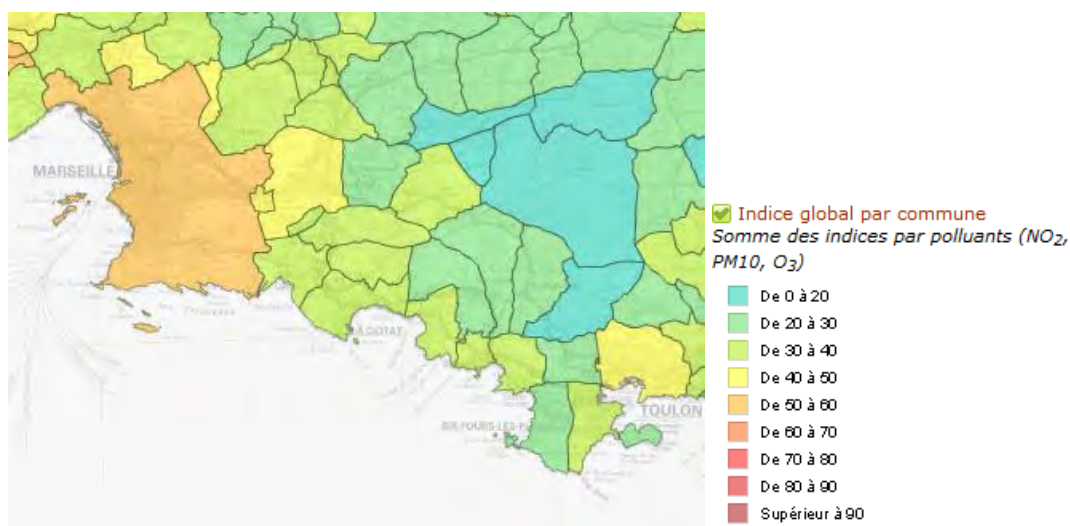 MARSEILLE
LA CIOTAT
TOULON
Indice global par commune
Somme des indices par polluants (NO2,
PM10, O3)
De 0 à 20
De 20 à 30
De 30 à 40
De 40 à 50
De 50 à 60
De 60 à 70
De 70 à 80
De 80 à 90
Supérieur à 90